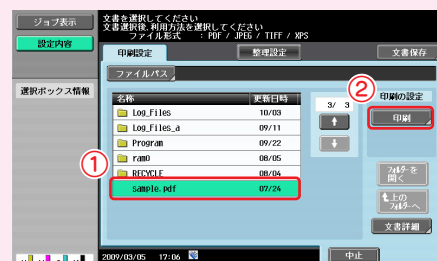 ジョブ表示
設定内容
選択ボックス情報
文書を選択してください
文書選択後、利用方法を選択してください
ファイル形式 : PDF / JPEG / TIFF / XPS
印刷設定
整理設定
文書保存
ファイルパス
名称 更新日時
Log_Files 10/03
Log_Files_a 09/11
Program 09/22
ram0 08/05
RECYCLE 08/04
sample.pdf 07/24
①
3/ 3
↑
↓
②
印刷の設定
印刷
フォルダーを
開く
上の
フォルダーへ
文書詳細
2009/03/05 17:06
中止